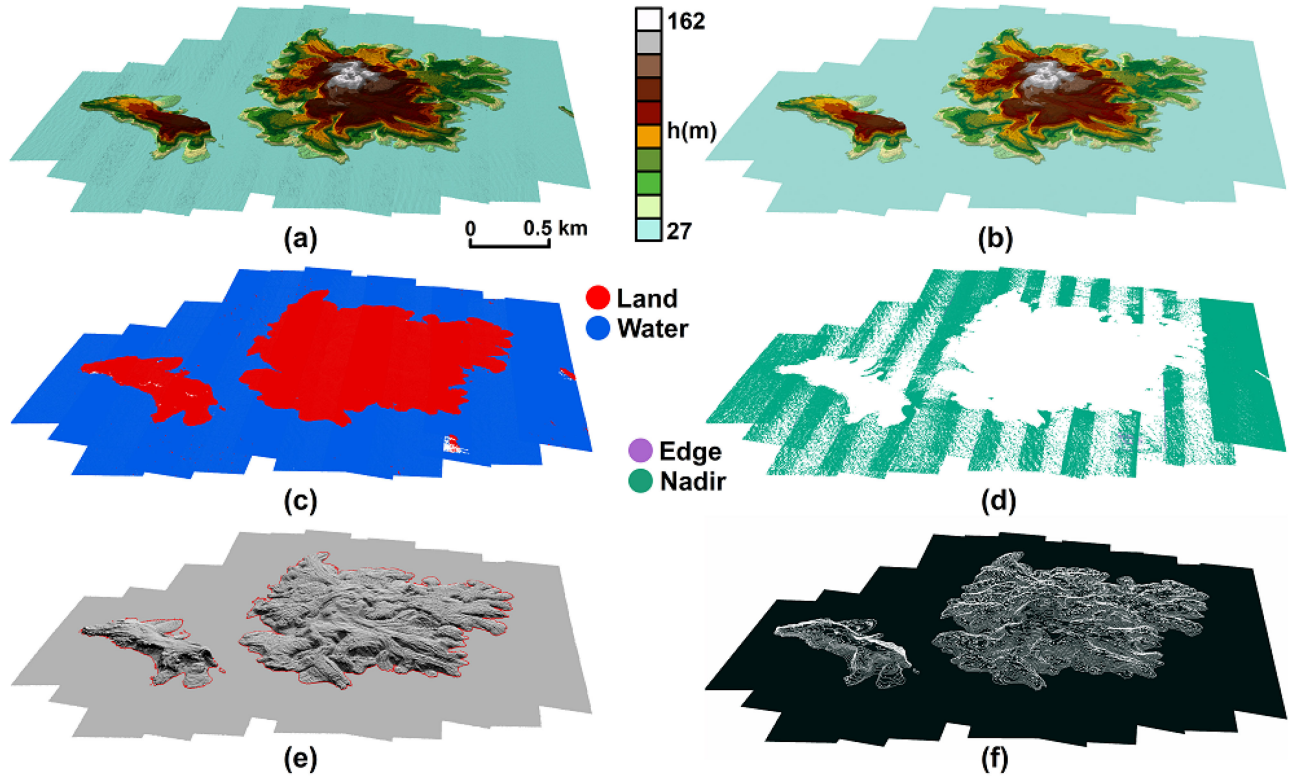 162
h(m)
27
(a)
0 0.5 km
(b)
Land
Water
(c)
Edge
Nadir
(d)
(e)
(f)